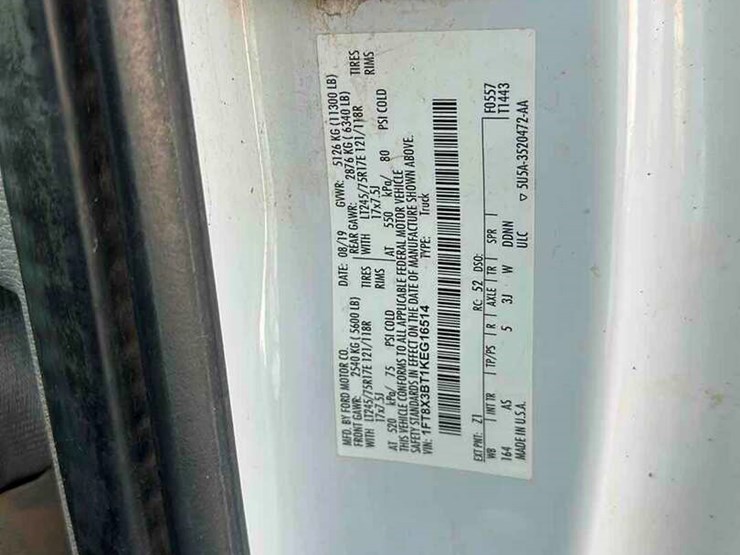 MFD. BY FORD MOTOR CO.
DATE: 08/19 GVWR: 5126 KG (11300 LB)
FRONT GAWR: 2540 KG (5600 LB) REAR GAWR: 2876 KG (6340 LB)
WITH LT245/75R17E 121/118R TIRES WITH LT245/75R17E 121/118R TIRES
17x7.5J RIMS 17x7.5J RIMS
AT 520 kPa/ 75 PSI COLD AT 550 kPa/ 80 PSI COLD
THIS VEHICLE CONFORMS TO ALL APPLICABLE FEDERAL MOTOR VEHICLE
SAFETY STANDARDS IN EFFECT ON THE DATE OF MANUFACTURE SHOWN ABOVE.
VIN: 1FT8X3BT1KEG16514 TYPE: Truck
EXT PNT: Z1 RC: 52 DSO: F0557
WB INT TR TP/PS R AXLE TR SPR T1443
164 AS 5 3J W DDMN
MADE IN U.S.A. ULC ▽ 5U5A-3520472-AA